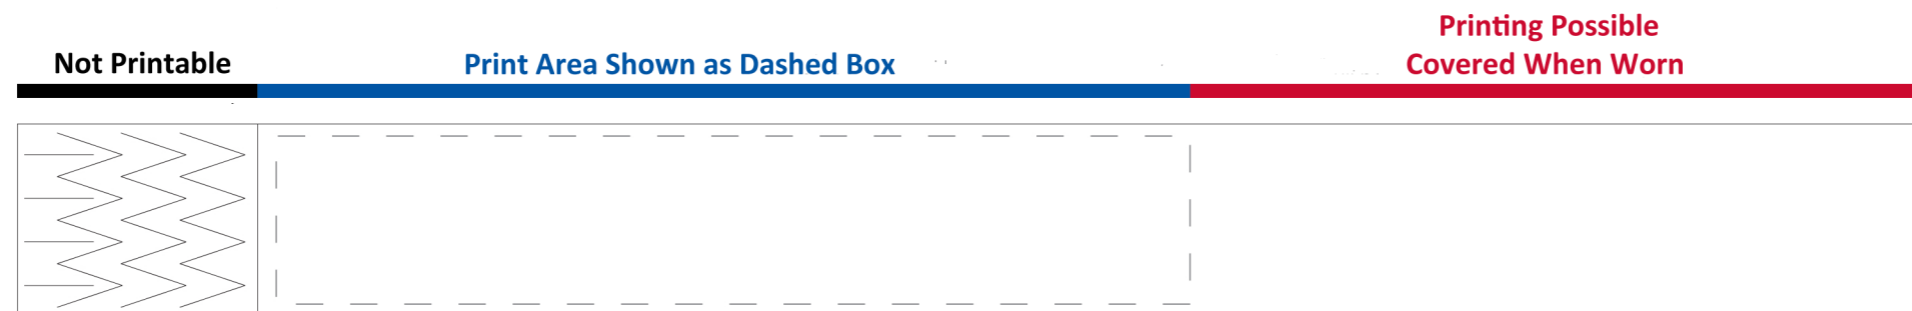 Not Printable
Print Area Shown as Dashed Box
Printing Possible
Covered When Worn